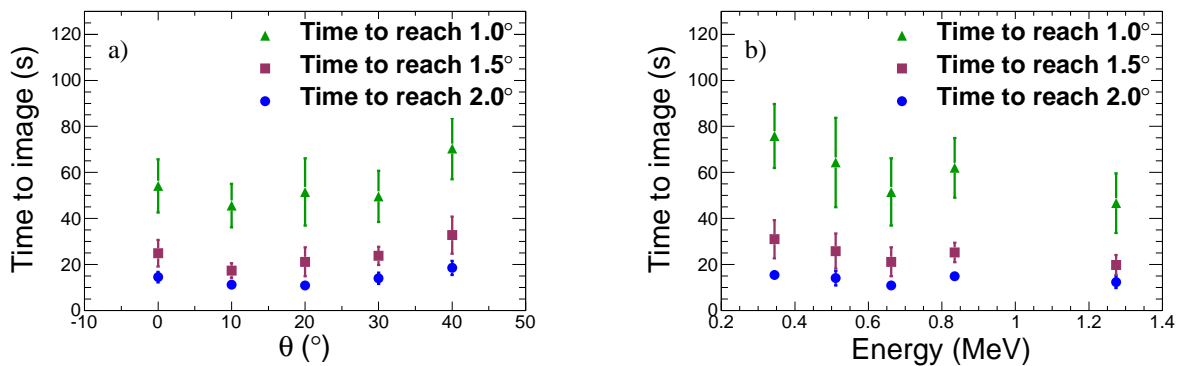 a)
Time to reach 1.0°
Time to reach 1.5°
Time to reach 2.0°
Time to image (s)
120
100
80
60
40
20
0
-10 0 10 20 30 40 50
θ (°)
b)
Time to reach 1.0°
Time to reach 1.5°
Time to reach 2.0°
Time to image (s)
120
100
80
60
40
20
0
0.2 0.4 0.6 0.8 1 1.2 1.4
Energy (MeV)